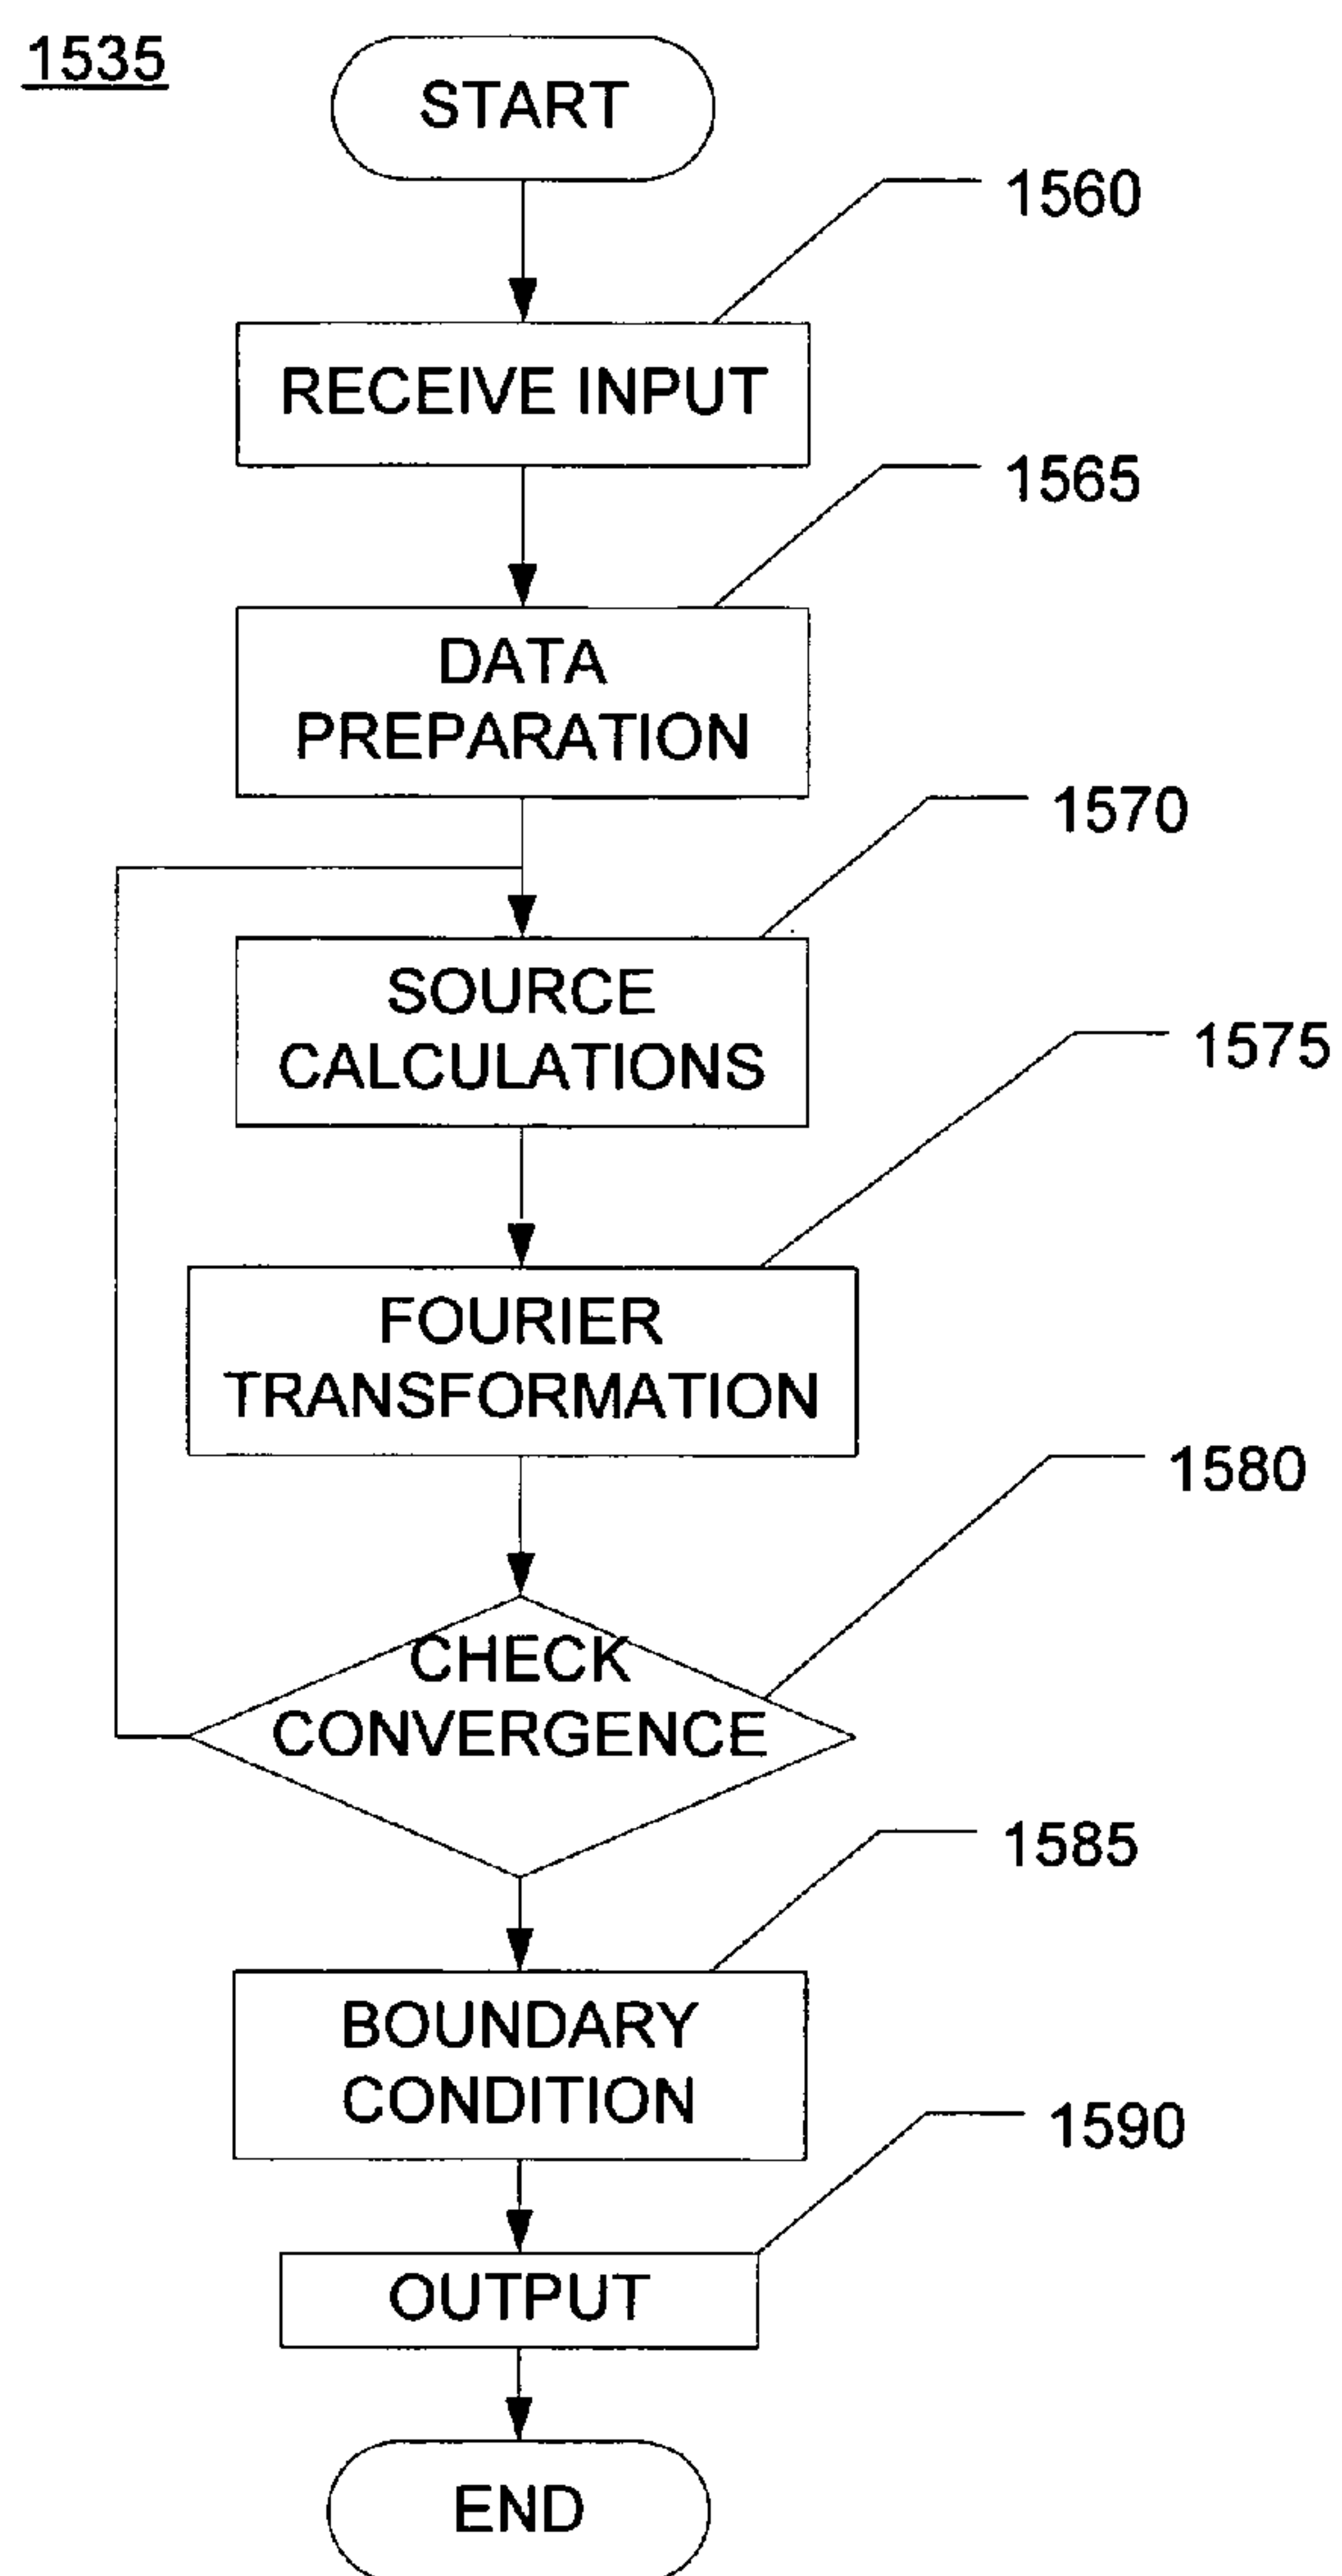 1535
START
1560
RECEIVE INPUT
1565
DATA
PREPARATION
1570
SOURCE
CALCULATIONS
1575
FOURIER
TRANSFORMATION
1580
CHECK
CONVERGENCE
1585
BOUNDARY
CONDITION
1590
OUTPUT
END